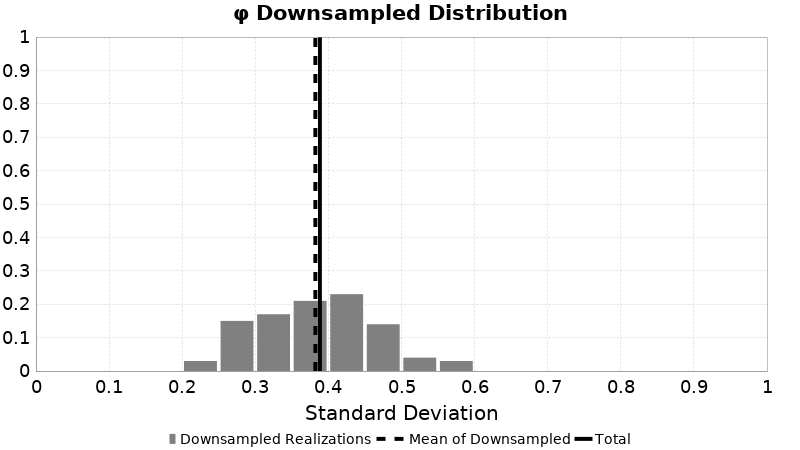 φ Downsampled Distribution
1
0.9
0.8
0.7
0.6
0.5
0.4
0.3
0.2
0.1
0
0 0.1 0.2 0.3 0.4 0.5 0.6 0.7 0.8 0.9 1
Standard Deviation
Downsampled Realizations Mean of Downsampled Total